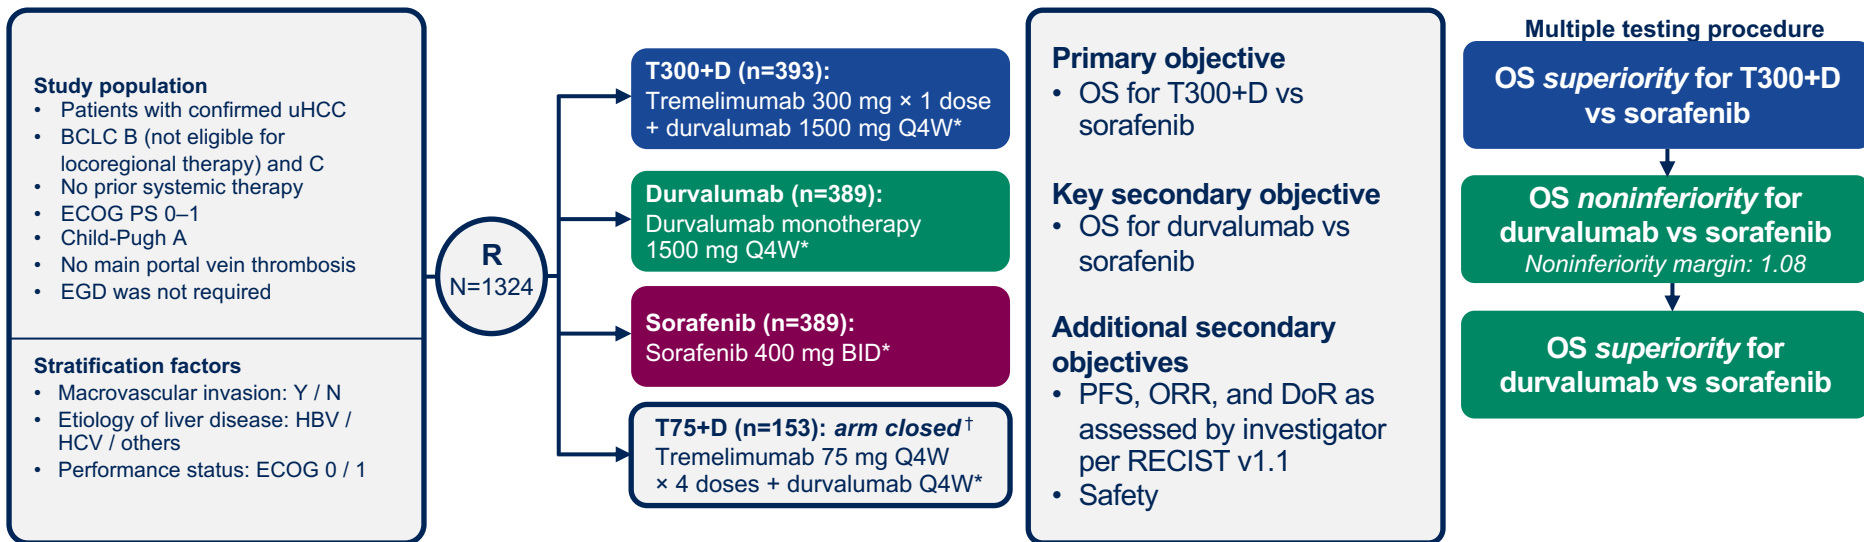 Study population
• Patients with confirmed uHCC
• BCLC B (not eligible for
locoregional therapy) and C
• No prior systemic therapy
• ECOG PS 0–1
• Child-Pugh A
• No main portal vein thrombosis
• EGD was not required
Stratification factors
• Macrovascular invasion: Y / N
• Etiology of liver disease: HBV /
HCV / others
• Performance status: ECOG 0 / 1
R
N=1324
T300+D (n=393):
Tremelimumab 300 mg × 1 dose
+ durvalumab 1500 mg Q4W*
Durvalumab (n=389):
Durvalumab monotherapy
1500 mg Q4W*
Sorafenib (n=389):
Sorafenib 400 mg BID*
T75+D (n=153): arm closed†
Tremelimumab 75 mg Q4W
× 4 doses + durvalumab Q4W*
Primary objective
• OS for T300+D vs
sorafenib
Key secondary objective
• OS for durvalumab vs
sorafenib
Additional secondary
objectives
• PFS, ORR, and DoR as
assessed by investigator
per RECIST v1.1
• Safety
Multiple testing procedure
OS superiority for T300+D
vs sorafenib
OS noninferiority for
durvalumab vs sorafenib
Noninferiority margin: 1.08
OS superiority for
durvalumab vs sorafenib